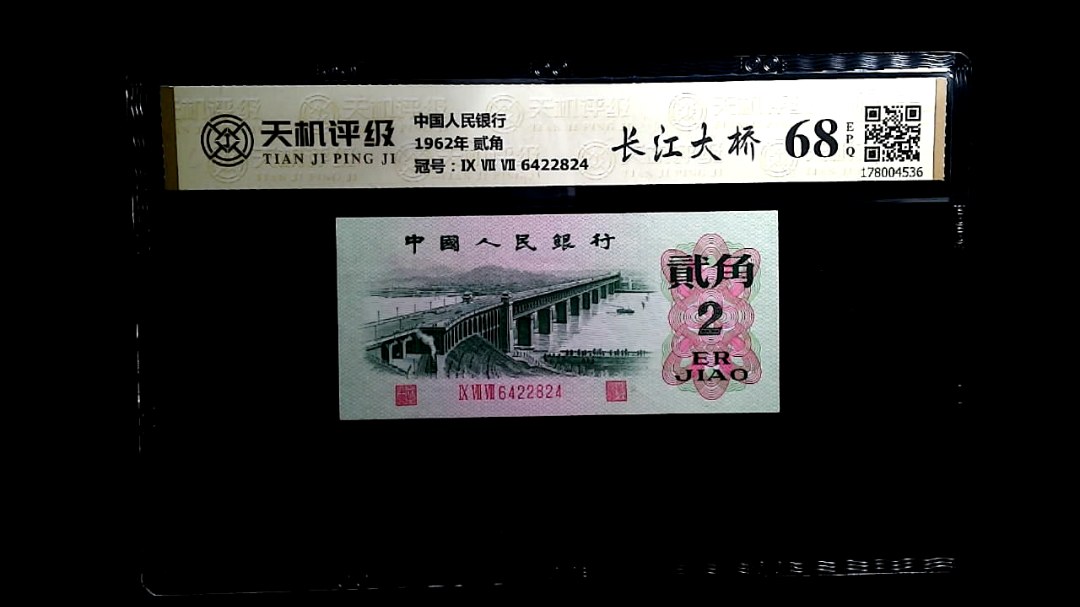 天机评级
TIAN JI PING JI
中国人民银行
1962年 贰角
冠号：Ⅸ Ⅶ Ⅶ 6422824
长江大桥
68
EPQ
178004536
中國人民銀行
貳角
2
ER
JIAO
Ⅸ Ⅶ Ⅶ 6422824